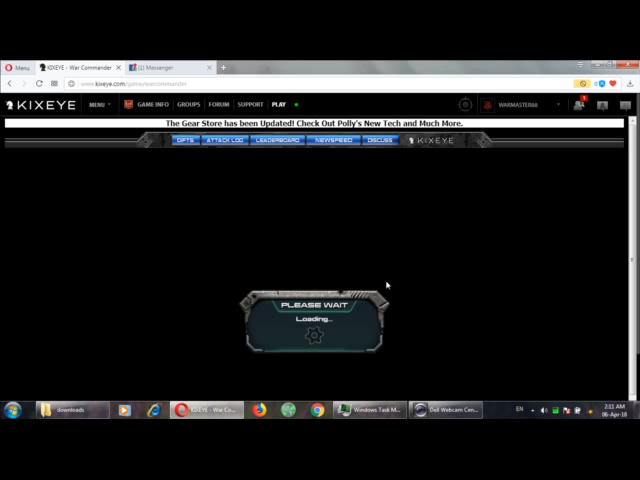 Menu
KIXEYE - War Commander
(1) Messenger
www.kixeye.com/game/warcommander
KIXEYE
MENU
GAME INFO
GROUPS
FORUM
SUPPORT
PLAY
WARMASTER88
The Gear Store has been Updated! Check Out Polly's New Tech and Much More.
GIFTS
ATTACK LOG
LEADERBOARD
NEWSFEED
DISCUSS
KIXEYE
PLEASE WAIT
Loading...
downloads
KIXEYE - War Co...
Windows Task M...
Dell Webcam Cen...
EN
2:11 AM
06-Apr-18